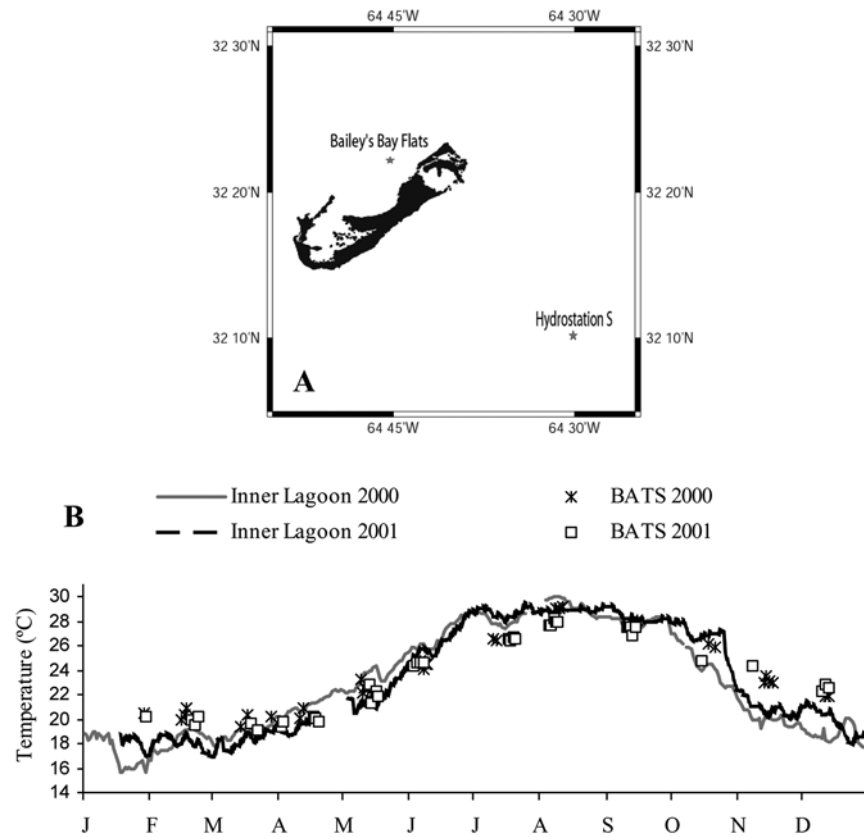 64 45'W 64 30'W
32 30'N 32 30'N
Bailey's Bay Flats
32 20'N 32 20'N
Hydrostation S
32 10'N 32 10'N
A
64 45'W 64 30'W
B
Inner Lagoon 2000 BATS 2000
Inner Lagoon 2001 BATS 2001
Temperature (ºC)
30
28
26
24
22
20
18
16
14
J F M A M J J A S O N D